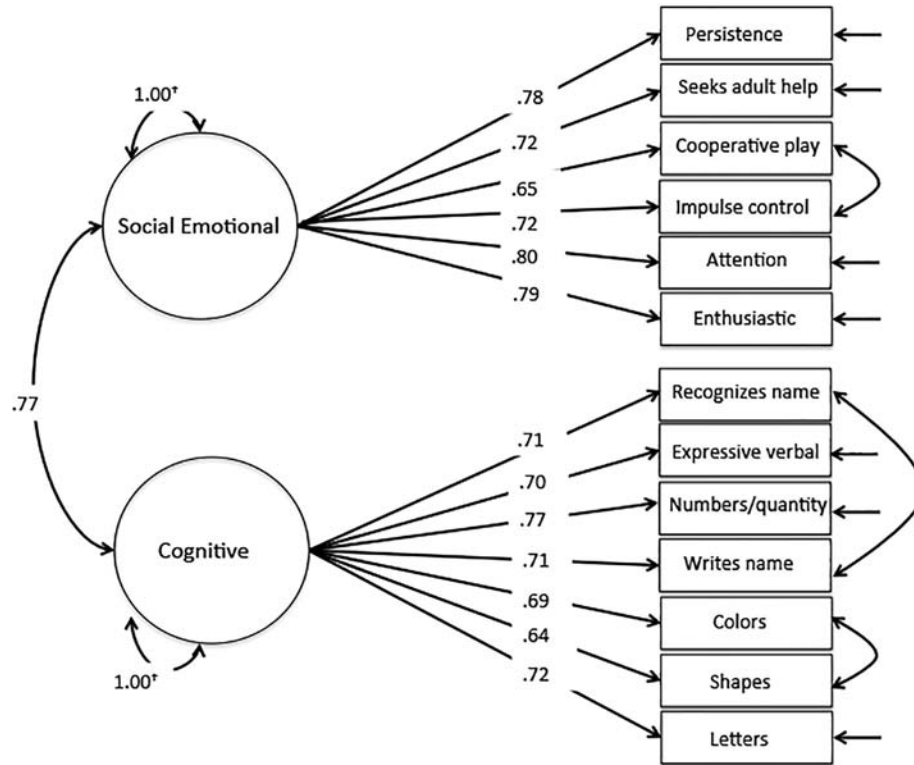 1.00†
Social Emotional
.78
.72
.65
.72
.80
.79
Persistence
Seeks adult help
Cooperative play
Impulse control
Attention
Enthusiastic
.77
Cognitive
1.00†
.71
.70
.77
.71
.69
.64
.72
Recognizes name
Expressive verbal
Numbers/quantity
Writes name
Colors
Shapes
Letters